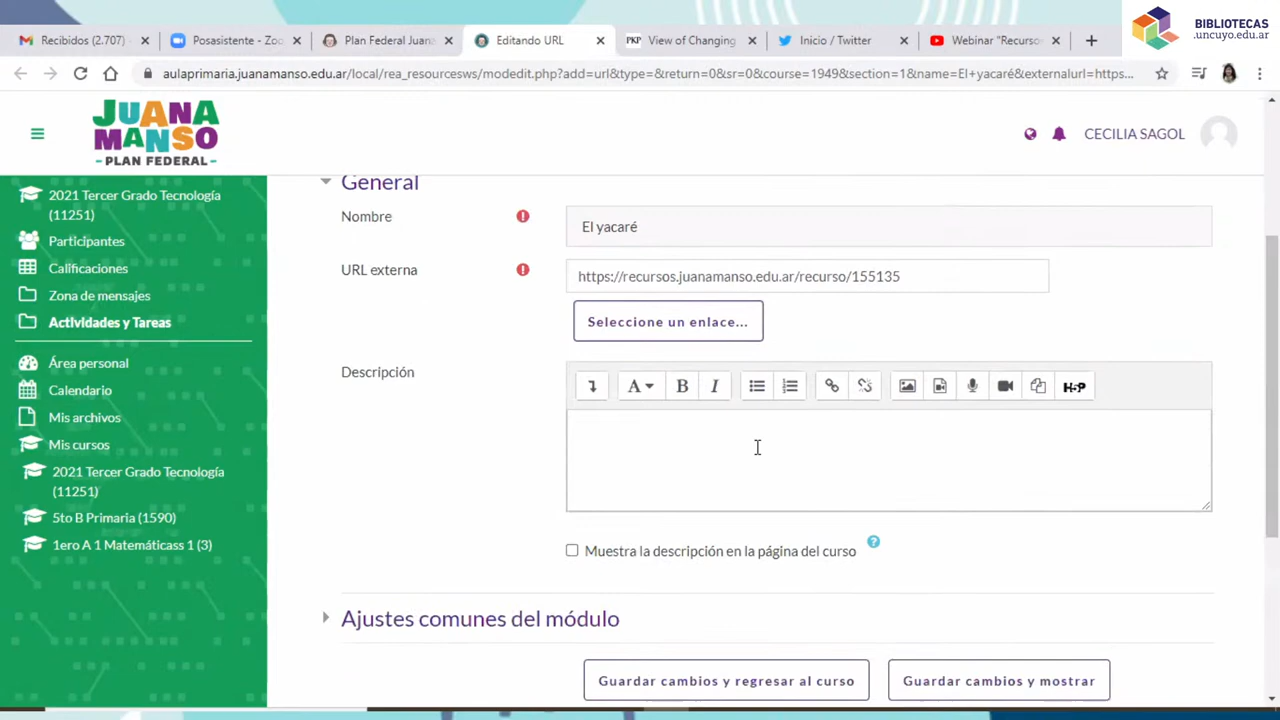 BIBLIOTECAS
.uncuyo.edu.ar
Recibidos (2.707)
Posasistente - Zoo
Plan Federal Juana
Editando URL
PKP View of Changing
Inicio / Twitter
Webinar "Recurso
aulaprimaria.juanamanso.edu.ar/local/rea_resourcesws/modedit.php?add=url&type=&return=0&sr=0&course=1949&section=1&name=El+yacaré&externalurl=https...
JUANA
MANSO
- PLAN FEDERAL -
CECILIA SAGOL
2021 Tercer Grado Tecnología
(11251)
Participantes
Calificaciones
Zona de mensajes
Actividades y Tareas
Área personal
Calendario
Mis archivos
Mis cursos
2021 Tercer Grado Tecnología
(11251)
5to B Primaria (1590)
1ero A 1 Matemáticass 1 (3)
General
Nombre
El yacaré
URL externa
https://recursos.juanamanso.edu.ar/recurso/155135
Seleccione un enlace...
Descripción
A B I H-P
Muestra la descripción en la página del curso
Ajustes comunes del módulo
Guardar cambios y regresar al curso
Guardar cambios y mostrar